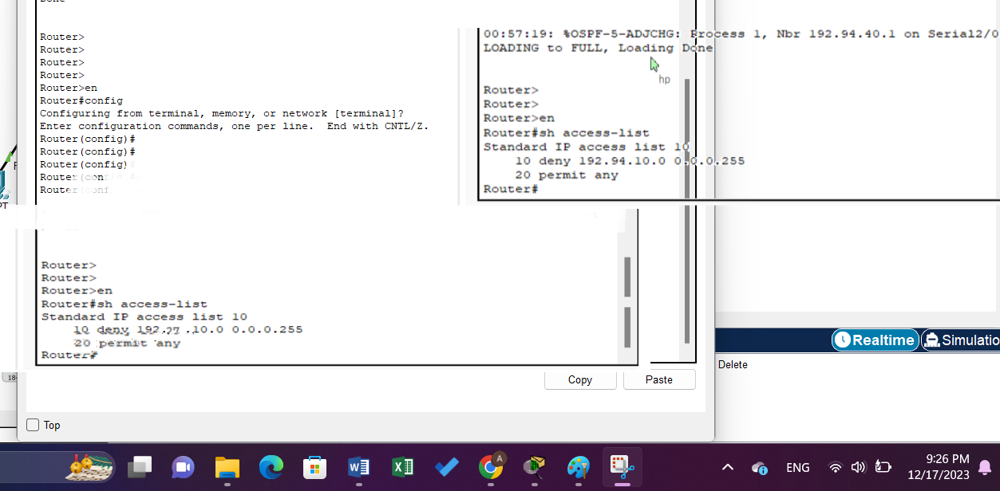 Router>
Router>
Router>
Router>
Router>en
Router#config
Configuring from terminal, memory, or network [terminal]?
Enter configuration commands, one per line.  End with CNTL/Z.
Router(config)#
Router(config)#
Router(config)
Router(con
Router(conf
00:57:19: %OSPF-5-ADJCHG: Process 1, Nbr 192.94.40.1 on Serial2/0
LOADING to FULL, Loading Done
hp
Router>
Router>
Router>en
Router#sh access-list
Standard IP access list 10
10 deny 192.94.10.0 0.0.0.255
20 permit any
Router#
Router>
Router>
Router>en
Router#sh access-list
Standard IP access list 10
10 deny .10.0 0.0.0.255
20 permit any
Router#
Realtime
Simulatio
Delete
184
Copy
Paste
Top
A
ENG
9:26 PM
12/17/2023